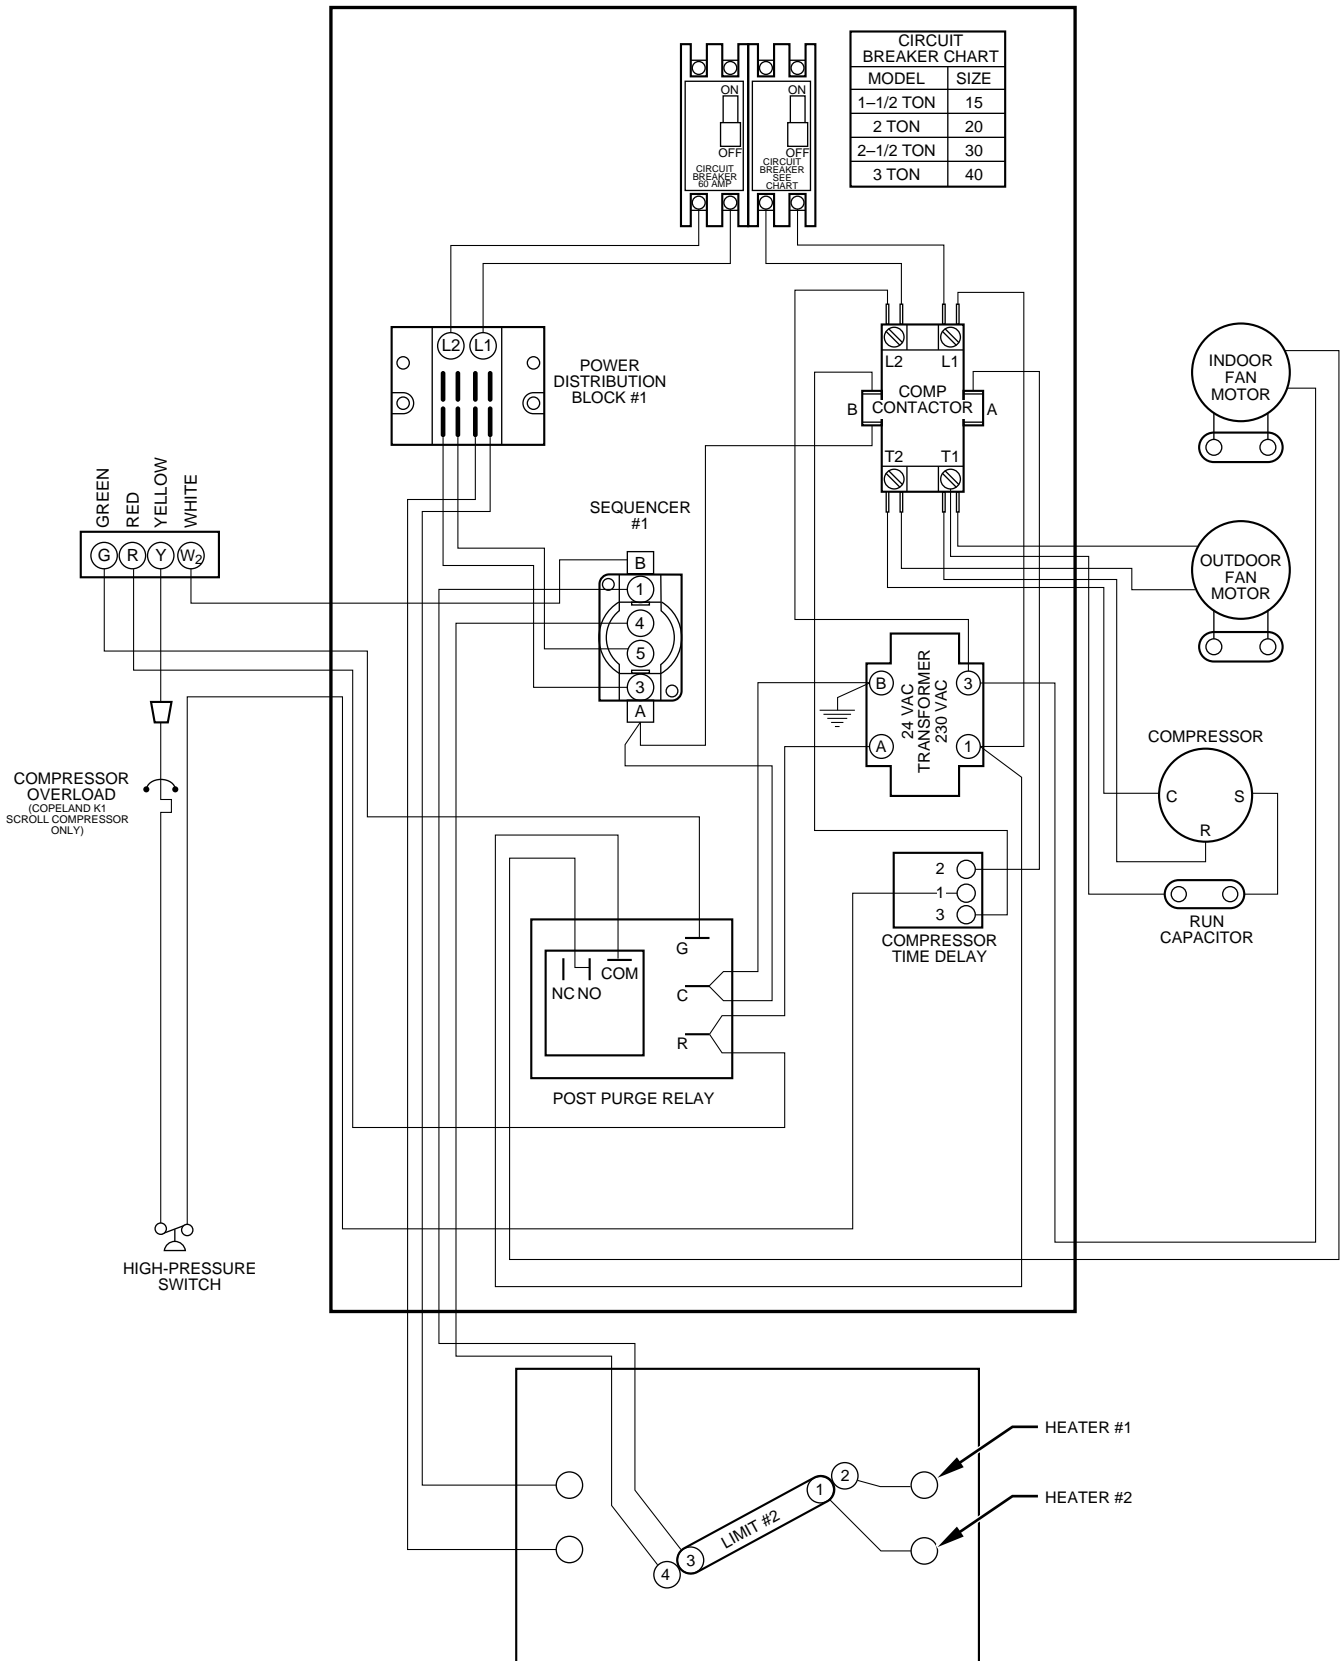 CIRCUIT
BREAKER CHART
MODEL SIZE
1–1/2 TON 15
2 TON 20
2–1/2 TON 30
3 TON 40
ON
OFF
CIRCUIT
BREAKER
60 AMP
ON
OFF
CIRCUIT
BREAKER
SEE
CHART
L2 L1
POWER
DISTRIBUTION
BLOCK #1
L2 L1
COMP
CONTACTOR
B A
T2 T1
INDOOR
FAN
MOTOR
GREEN
RED
YELLOW
WHITE
G R Y W2
SEQUENCER
#1
B
1
4
5
3
A
OUTDOOR
FAN
MOTOR
B
A
24 VAC
TRANSFORMER
230 VAC
3
1
COMPRESSOR
C S
R
RUN
CAPACITOR
COMPRESSOR
OVERLOAD
(COPELAND K1
SCROLL COMPRESSOR
ONLY)
2
1
3
COMPRESSOR
TIME DELAY
G
C
R
NC NO COM
POST PURGE RELAY
HIGH-PRESSURE
SWITCH
HEATER #1
HEATER #2
2
1
LIMIT #2
3
4